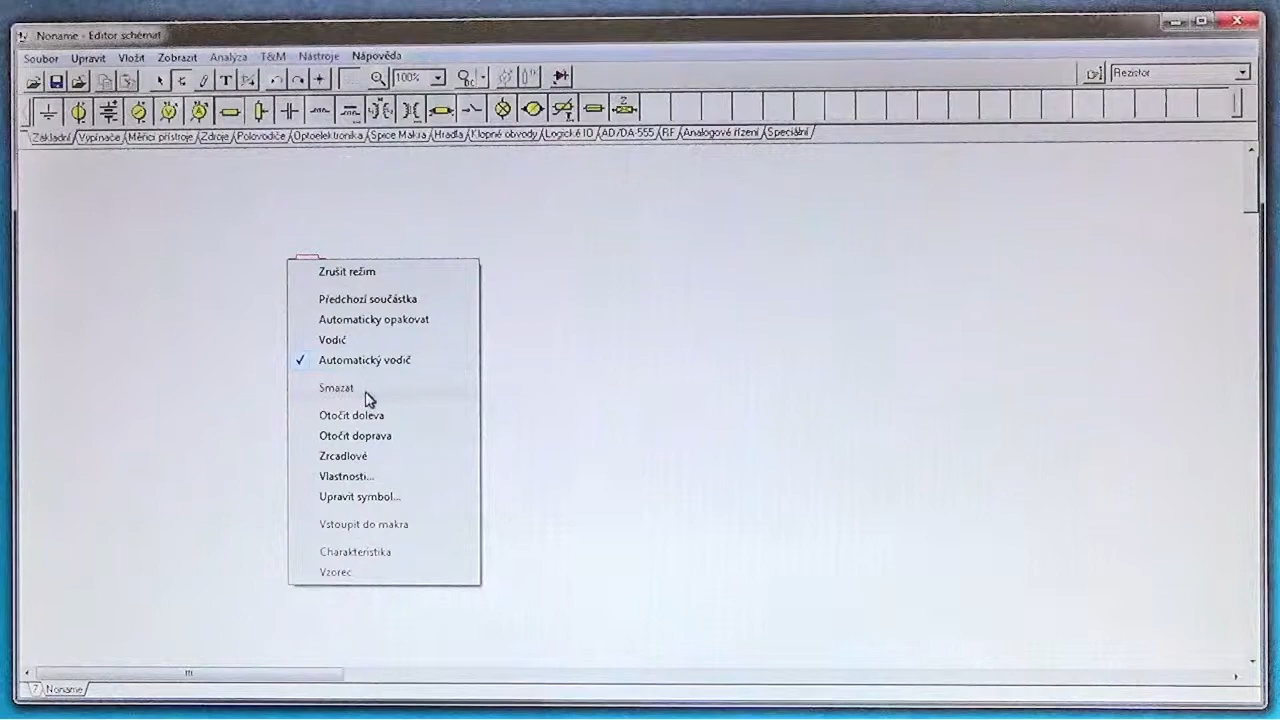 Noname - Editor schémat
Soubor Upravit Vložit Zobrazit Analýza T&M Nástroje Nápověda
T 100% Rezistor
Základní Vypínače Měřicí přístroje Zdroje Polovodiče Optoelektronika Spice Makra Hradla Klopné obvody Logické IO AD/DA-555 RF Analogové řízení Speciální
Zrušit režim
Předchozí součástka
Automaticky opakovat
Vodič
Automatický vodič
Smazat
Otočit doleva
Otočit doprava
Zrcadlové
Vlastnosti...
Upravit symbol...
Vstoupit do makra
Charakteristika
Vzorec
Noname